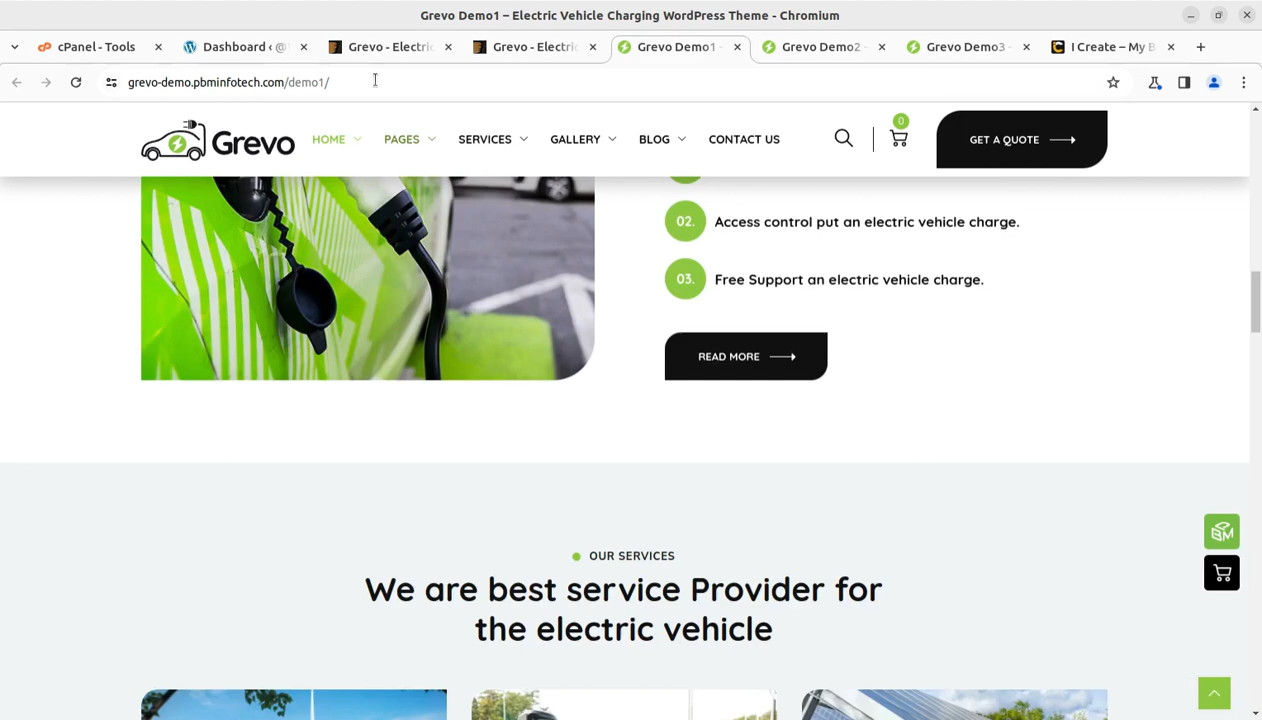 Grevo Demo1 – Electric Vehicle Charging WordPress Theme - Chromium
cPanel - Tools
Dashboard ‹ @
Grevo - Electric
Grevo - Electric
Grevo Demo1 -
Grevo Demo2 -
Grevo Demo3 -
I Create – My B
grevo-demo.pbminfotech.com/demo1/
Grevo
HOME
PAGES
SERVICES
GALLERY
BLOG
CONTACT US
0
GET A QUOTE
02. Access control put an electric vehicle charge.
03. Free Support an electric vehicle charge.
READ MORE
OUR SERVICES
We are best service Provider for
the electric vehicle